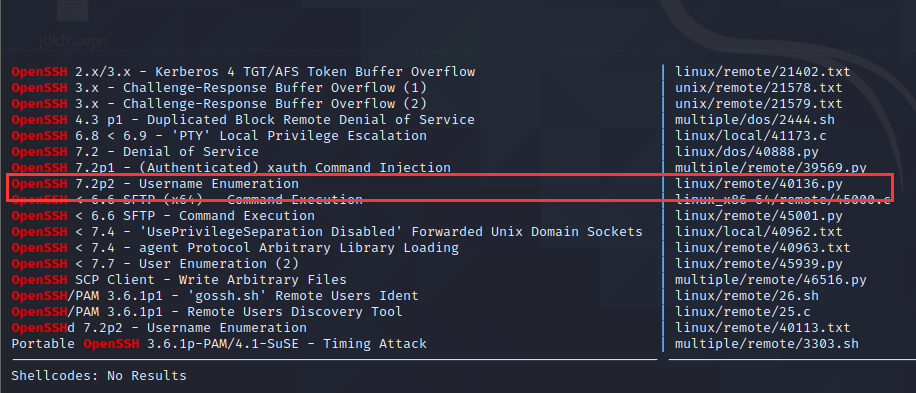 j0k1r.ovpn
OpenSSH 2.x/3.x - Kerberos 4 TGT/AFS Token Buffer Overflow | linux/remote/21402.txt
OpenSSH 3.x - Challenge-Response Buffer Overflow (1) | unix/remote/21578.txt
OpenSSH 3.x - Challenge-Response Buffer Overflow (2) | unix/remote/21579.txt
OpenSSH 4.3 p1 - Duplicated Block Remote Denial of Service | multiple/dos/2444.sh
OpenSSH 6.8 < 6.9 - 'PTY' Local Privilege Escalation | linux/local/41173.c
OpenSSH 7.2 - Denial of Service | linux/dos/40888.py
OpenSSH 7.2p1 - (Authenticated) xauth Command Injection | multiple/remote/39569.py
OpenSSH 7.2p2 - Username Enumeration | linux/remote/40136.py
OpenSSH < 6.6 SFTP (x64) - Command Execution | linux_x86-64/remote/45000.c
OpenSSH < 6.6 SFTP - Command Execution | linux/remote/45001.py
OpenSSH < 7.4 - 'UsePrivilegeSeparation Disabled' Forwarded Unix Domain Sockets | linux/local/40962.txt
OpenSSH < 7.4 - agent Protocol Arbitrary Library Loading | linux/remote/40963.txt
OpenSSH < 7.7 - User Enumeration (2) | linux/remote/45939.py
OpenSSH SCP Client - Write Arbitrary Files | multiple/remote/46516.py
OpenSSH/PAM 3.6.1p1 - 'gossh.sh' Remote Users Ident | linux/remote/26.sh
OpenSSH/PAM 3.6.1p1 - Remote Users Discovery Tool | linux/remote/25.c
OpenSSHd 7.2p2 - Username Enumeration | linux/remote/40113.txt
Portable OpenSSH 3.6.1p-PAM/4.1-SuSE - Timing Attack | multiple/remote/3303.sh
Shellcodes: No Results